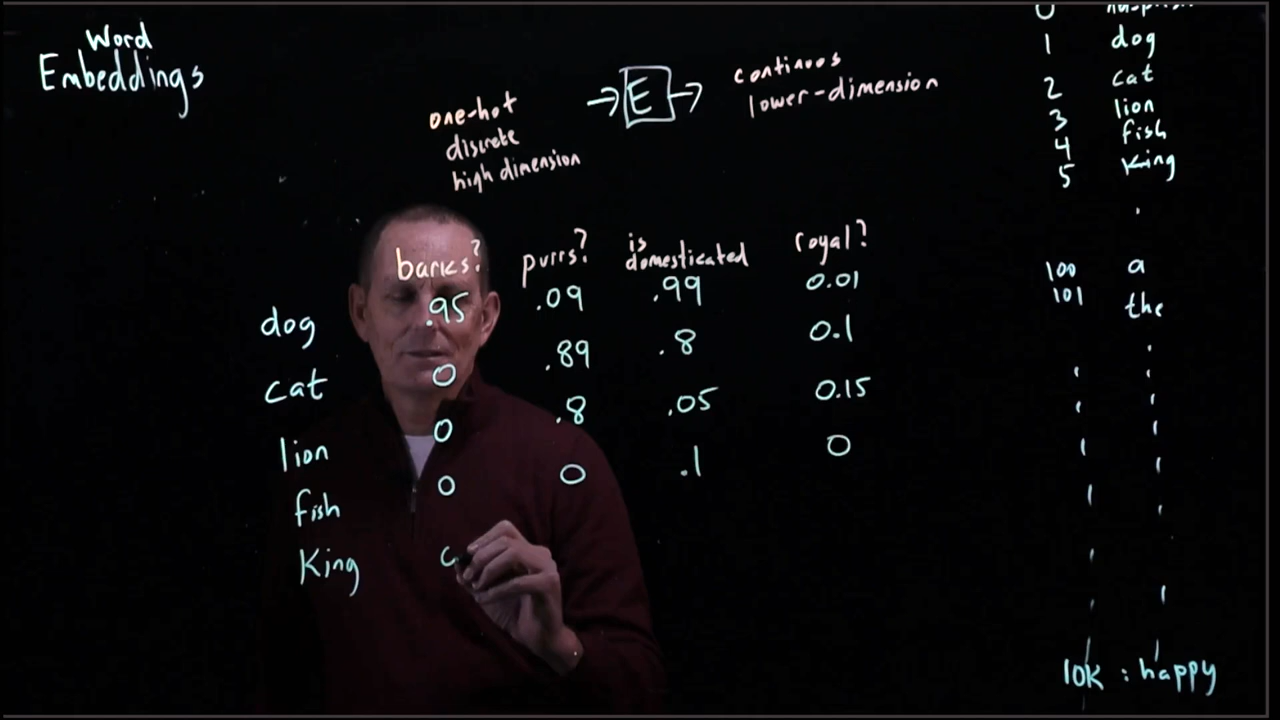 Word
Embeddings
one-hot
discrete
high dimension
→ E →
continuos
lower-dimension
0
1 dog
2 cat
3 lion
4 fish
5 King
100 a
101 the
10K : happy
barks? purrs? is domesticated royal?
dog .95 .09 .99 0.01
cat 0 .89 .8 0.1
lion 0 .8 .05 0.15
fish 0 0 .1 0
King